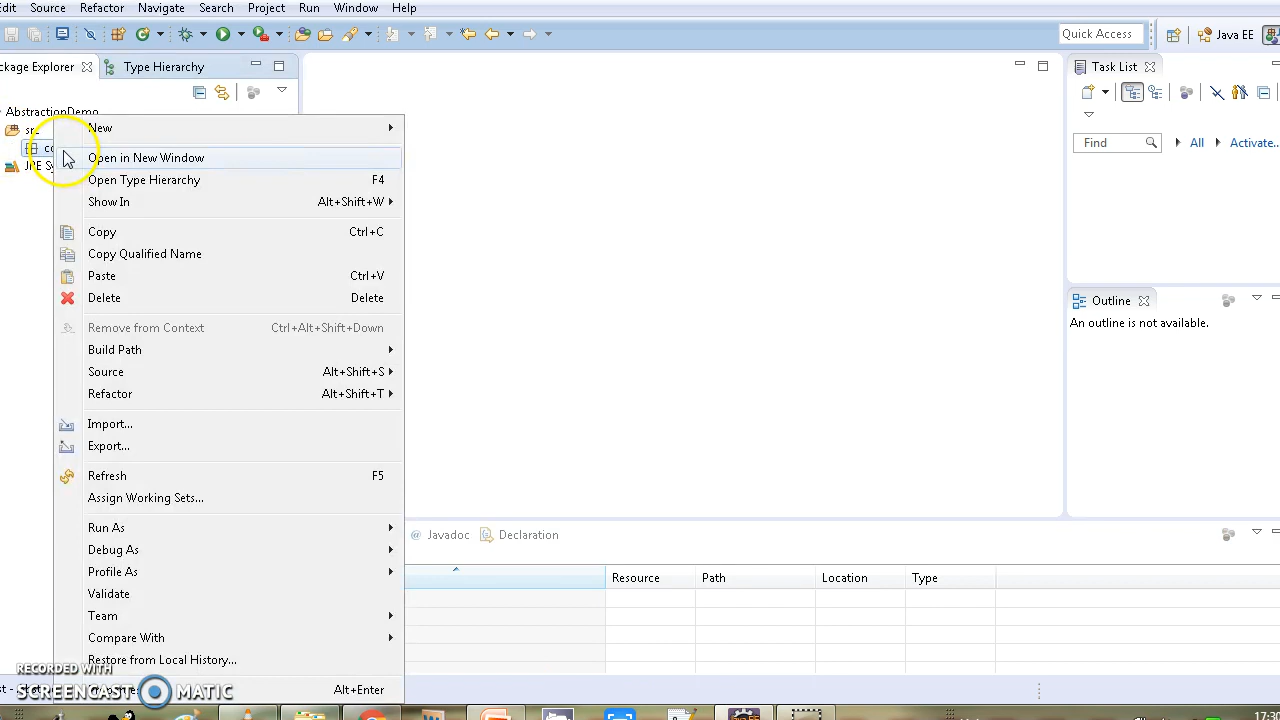 dit Source Refactor Navigate Search Project Run Window Help
Quick Access
Java EE
ckage Explorer Type Hierarchy
Task List
AbstractionDemo
src
Find All Activate...
New
Open in New Window
Open Type Hierarchy F4
Show In Alt+Shift+W
Copy Ctrl+C
Copy Qualified Name
Paste Ctrl+V
Delete Delete
Remove from Context Ctrl+Alt+Shift+Down
Build Path
Source Alt+Shift+S
Refactor Alt+Shift+T
Import...
Export...
Refresh F5
Assign Working Sets...
Run As
Debug As
Profile As
Validate
Team
Compare With
Restore from Local History...
Alt+Enter
Outline
An outline is not available.
@ Javadoc Declaration
Resource Path Location Type
RECORDED WITH
SCREENCAST MATIC